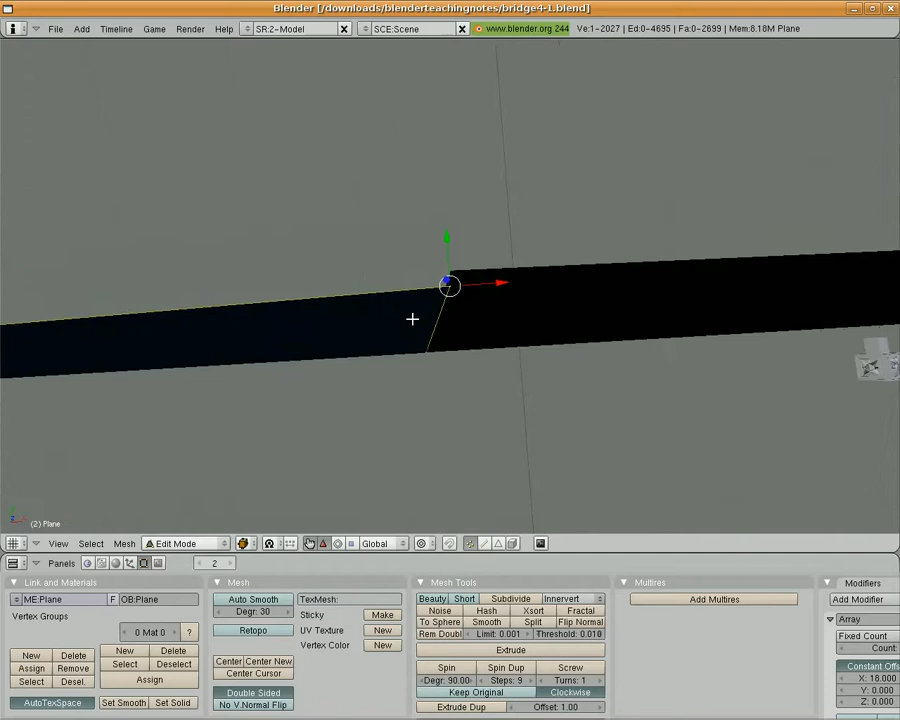 Blender [/downloads/blenderteachingnotes/bridge4-1.blend]
File Add Timeline Game Render Help SR:2-Model SCE:Scene www.blender.org 244 Ve:1-2027 | Ed:0-4695 | Fa:0-2699 | Mem:8.18M Plane
(2) Plane
View Select Mesh Edit Mode Global
Panels 2
Link and Materials Mesh Mesh Tools Multires Modifiers
ME:Plane F OB:Plane Auto Smooth TexMesh: Beauty Short Subdivide Innervert Add Multires Add Modifier
Degr: 30 Sticky Make Noise Hash Xsort Fractal Array
Vertex Groups To Sphere Smooth Split Flip Normal
0 Mat 0 ? Retopo UV Texture New Rem Doubl Limit: 0.001 Threshold: 0.010 Fixed Count
Vertex Color New Extrude Count:
New Delete New Delete
Assign Remove Select Deselect Center Center New Spin Spin Dup Screw Constant Offs
Select Desel. Assign Center Cursor Degr: 90.00 Steps: 9 Turns: 1 X: 18.000
Double Sided Keep Original Clockwise Y: 0.000
AutoTexSpace Set Smooth Set Solid No V.Normal Flip Extrude Dup Offset: 1.00 Z: 0.000